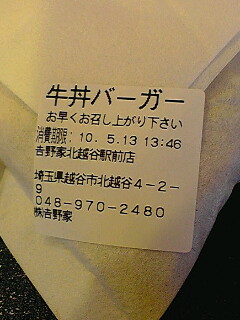 牛丼バーガー
お早くお召し上がり下さい
消費期限：10. 5.13 13:46
吉野家北越谷駅前店
埼玉県越谷市北越谷4-2-
9
048-970-2480
㈱吉野家